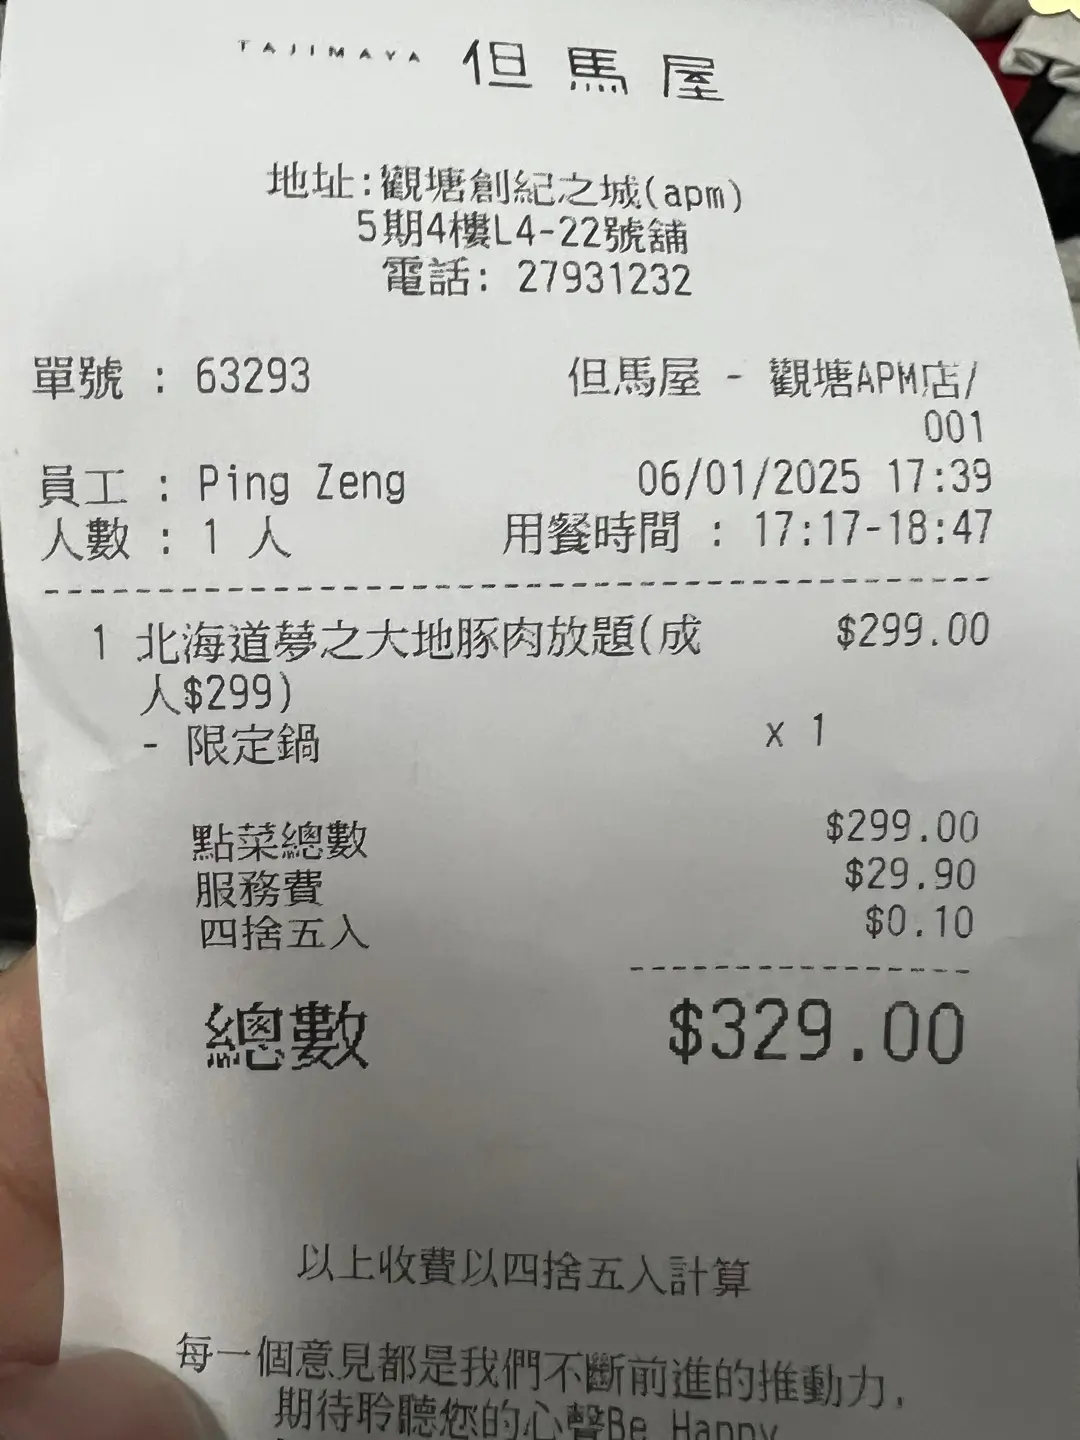 TAJIMAYA 但馬屋
地址:觀塘創紀之城(apm)
5期4樓L4-22號舖
電話: 27931232
單號 : 63293 但馬屋 - 觀塘APM店/
001
員工 : Ping Zeng 06/01/2025 17:39
人數 : 1 人 用餐時間 : 17:17-18:47
1 北海道夢之大地豚肉放題(成 $299.00
人$299)
- 限定鍋 x 1
點菜總數 $299.00
服務費 $29.90
四捨五入 $0.10
總數 $329.00
以上收費以四捨五入計算
每一個意見都是我們不斷前進的推動力,
期待聆聽您的心聲Be Happy